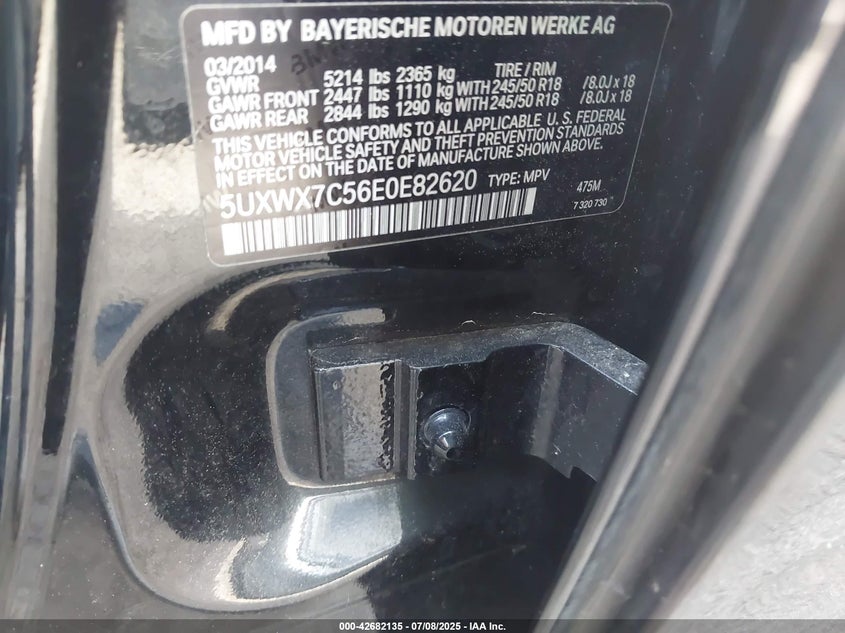 MFD BY BAYERISCHE MOTOREN WERKE AG
03/2014 TIRE / RIM
GVWR 5214 lbs 2365 kg
GAWR FRONT 2447 lbs 1110 kg WITH 245/50 R18 /8.0J x 18
GAWR REAR 2844 lbs 1290 kg WITH 245/50 R18 /8.0J x 18
THIS VEHICLE CONFORMS TO ALL APPLICABLE U.S. FEDERAL
MOTOR VEHICLE SAFETY AND THEFT PREVENTION STANDARDS
IN EFFECT ON THE DATE OF MANUFACTURE SHOWN ABOVE.
5UXWX7C56E0E82620 TYPE: MPV 475M
7 320 730
000-42682135 - 07/08/2025 - IAA Inc.